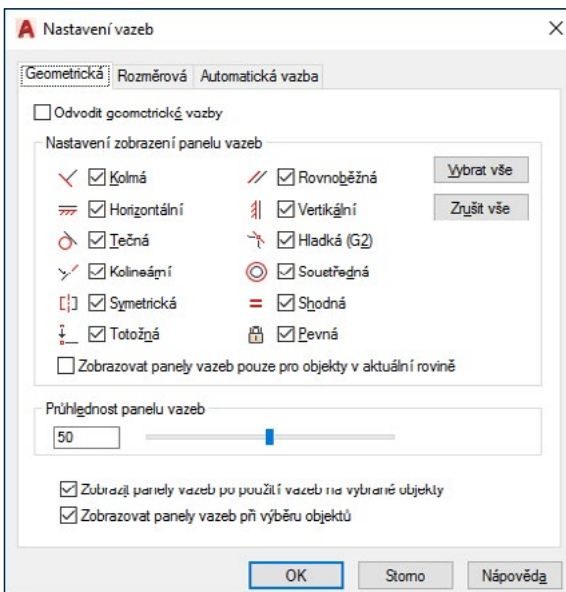 Nastavení vazeb
Geometrická Rozměrová Automatická vazba
Odvodit geometrické vazby
Nastavení zobrazení panelu vazeb
Kolmá Rovnoběžná Vybrat vše
Horizontální Vertikální Zrušit vše
Tečná Hladká (G2)
Kolineární Soustředná
Symetrická Shodná
Totožná Pevná
Zobrazovat panely vazeb pouze pro objekty v aktuální rovině
Průhlednost panelu vazeb
50
Zobrazit panely vazeb po použití vazeb na vybrané objekty
Zobrazovat panely vazeb při výběru objektů
OK Storno Nápověda